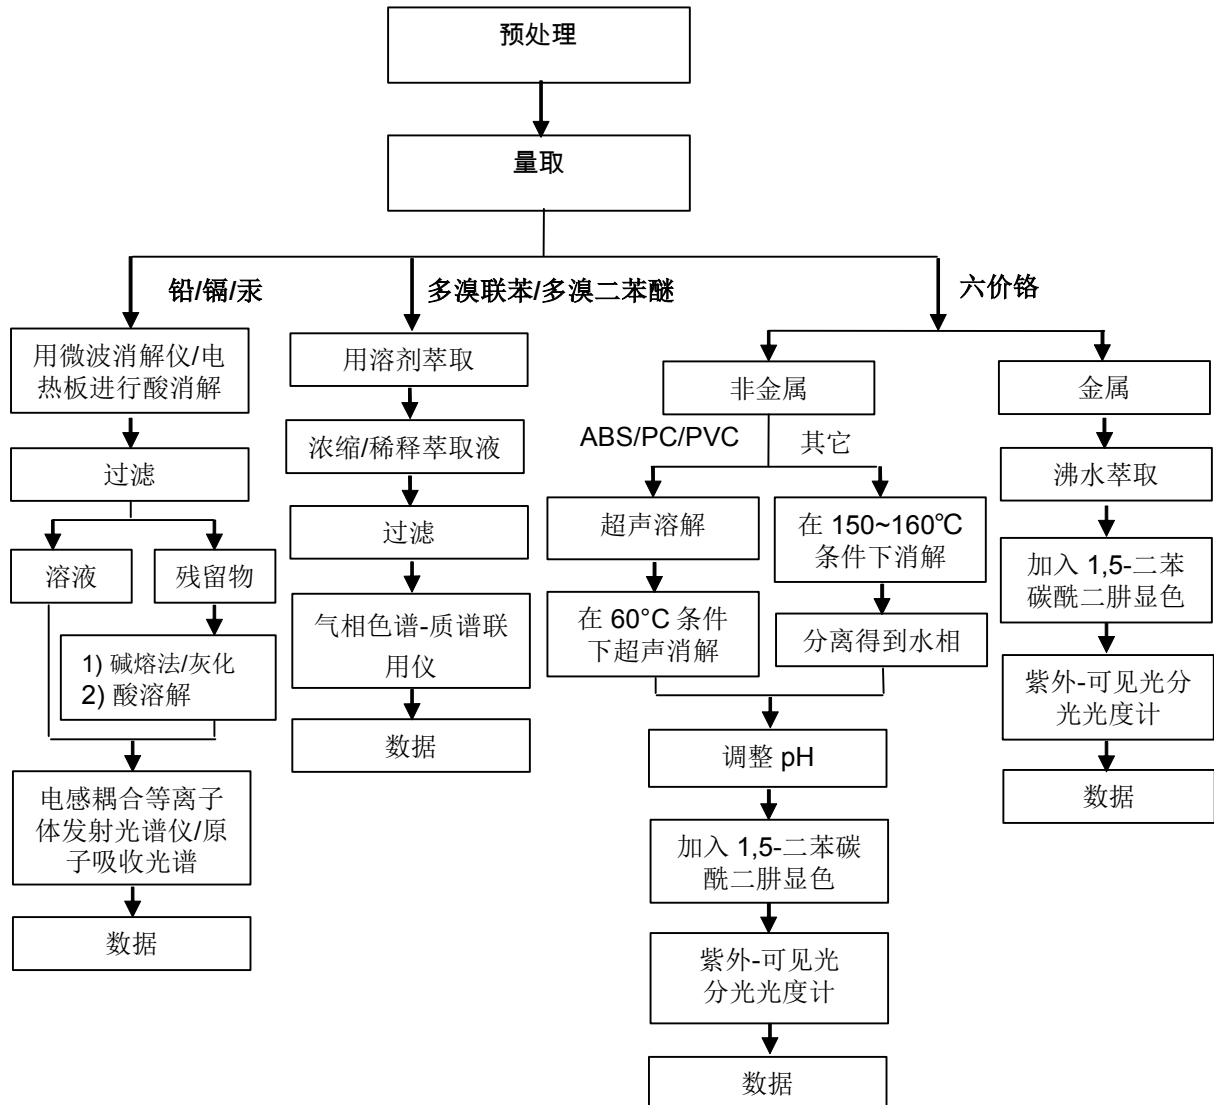 预处理
量取
铅/镉/汞
多溴联苯/多溴二苯醚
六价铬
用微波消解仪/电
热板进行酸消解
过滤
溶液
残留物
1) 碱熔法/灰化
2) 酸溶解
电感耦合等离子
体发射光谱仪/原
子吸收光谱
数据
用溶剂萃取
浓缩/稀释萃取液
过滤
气相色谱-质谱联
用仪
数据
非金属
ABS/PC/PVC
其它
超声溶解
在 60°C 条件
下超声消解
在 150~160℃
条件下消解
分离得到水相
调整 pH
加入 1,5-二苯碳
酰二肼显色
紫外-可见光
分光光度计
数据
金属
沸水萃取
加入 1,5-二苯
碳酰二肼显色
紫外-可见光分
光光度计
数据